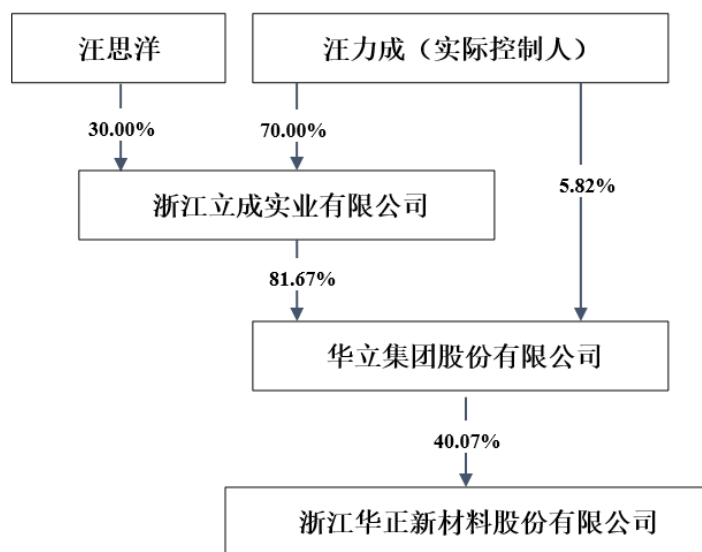 汪思洋
汪力成（实际控制人）
30.00%
70.00%
5.82%
浙江立成实业有限公司
81.67%
华立集团股份有限公司
40.07%
浙江华正新材料股份有限公司